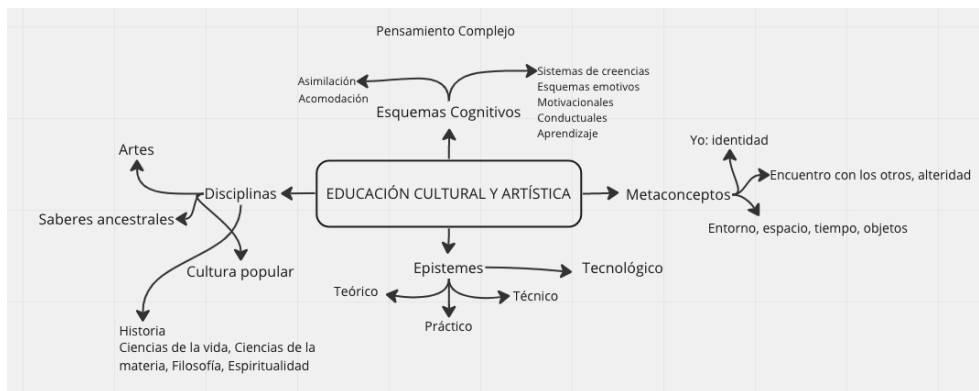 Pensamiento Complejo
Asimilación
Acomodación
Esquemas Cognitivos
Sistemas de creencias
Esquemas emotivos
Motivacionales
Conductuales
Aprendizaje
Artes
Disciplinas
Saberes ancestrales
Cultura popular
Historia
Ciencias de la vida, Ciencias de la
materia, Filosofía, Espiritualidad
EDUCACIÓN CULTURAL Y ARTÍSTICA
Yo: identidad
Metaconceptos
Encuentro con los otros, alteridad
Entorno, espacio, tiempo, objetos
Epistemes
Tecnológico
Teórico
Técnico
Práctico